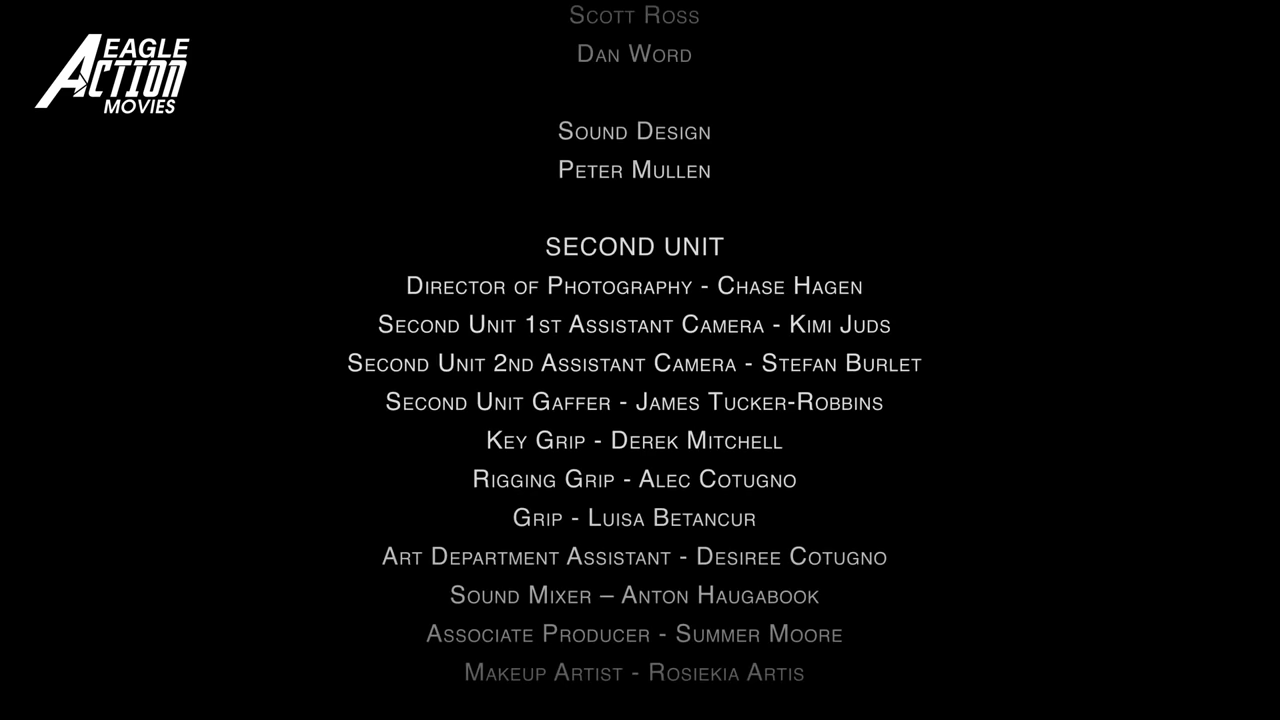 EAGLE
ACTION
MOVIES
Scott Ross
Dan Word
Sound Design
Peter Mullen
SECOND UNIT
Director of Photography - Chase Hagen
Second Unit 1st Assistant Camera - Kimi Juds
Second Unit 2nd Assistant Camera - Stefan Burlet
Second Unit Gaffer - James Tucker-Robbins
Key Grip - Derek Mitchell
Rigging Grip - Alec Cotugno
Grip - Luisa Betancur
Art Department Assistant - Desiree Cotugno
Sound Mixer – Anton Haugabook
Associate Producer - Summer Moore
Makeup Artist - Rosiekia Artis